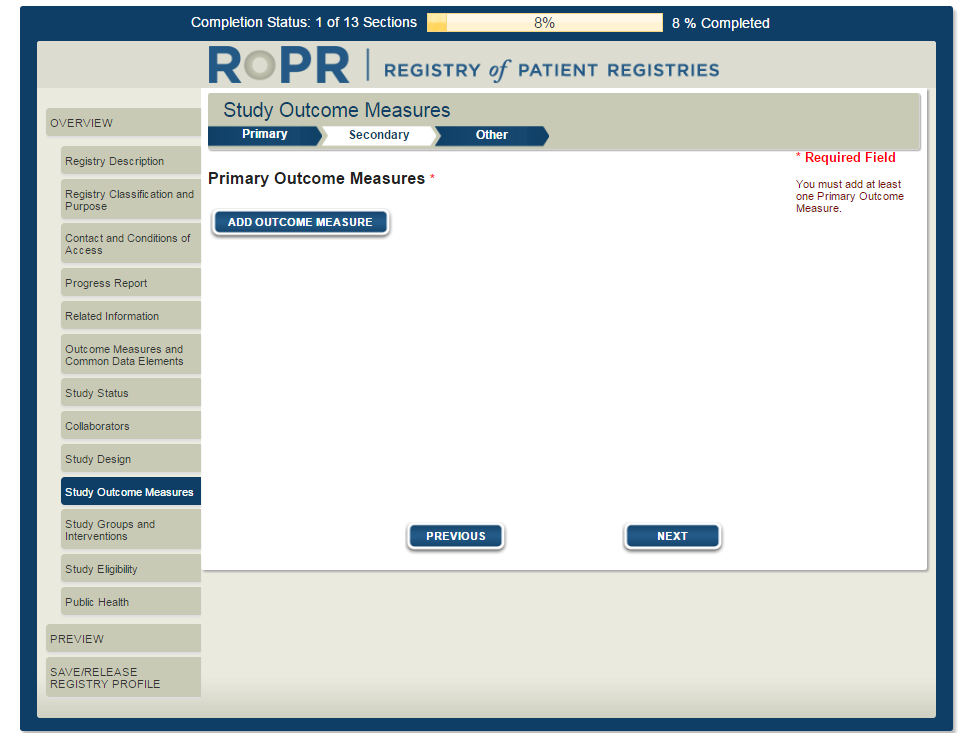 Completion Status: 1 of 13 Sections 8% 8 % Completed
ROPR REGISTRY of PATIENT REGISTRIES
OVERVIEW
Registry Description
Registry Classification and
Purpose
Contact and Conditions of
Access
Progress Report
Related Information
Outcome Measures and
Common Data Elements
Study Status
Collaborators
Study Design
Study Outcome Measures
Study Groups and
Interventions
Study Eligibility
Public Health
PREVIEW
SAVE/RELEASE
REGISTRY PROFILE
Study Outcome Measures
Primary Secondary Other
* Required Field
Primary Outcome Measures *
You must add at least
one Primary Outcome
Measure.
ADD OUTCOME MEASURE
PREVIOUS NEXT